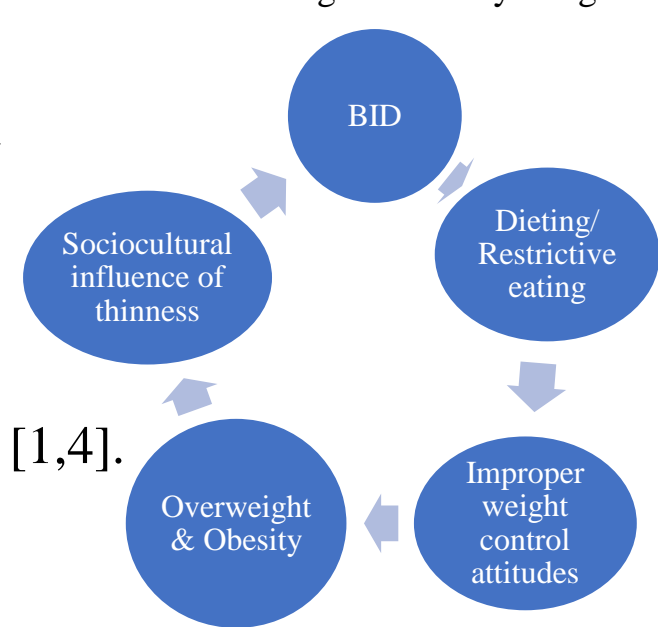 BID
Dieting/
Restrictive
eating
Improper
weight
control
attitudes
Overweight
& Obesity
Sociocultural
influence of
thinness
[1,4].